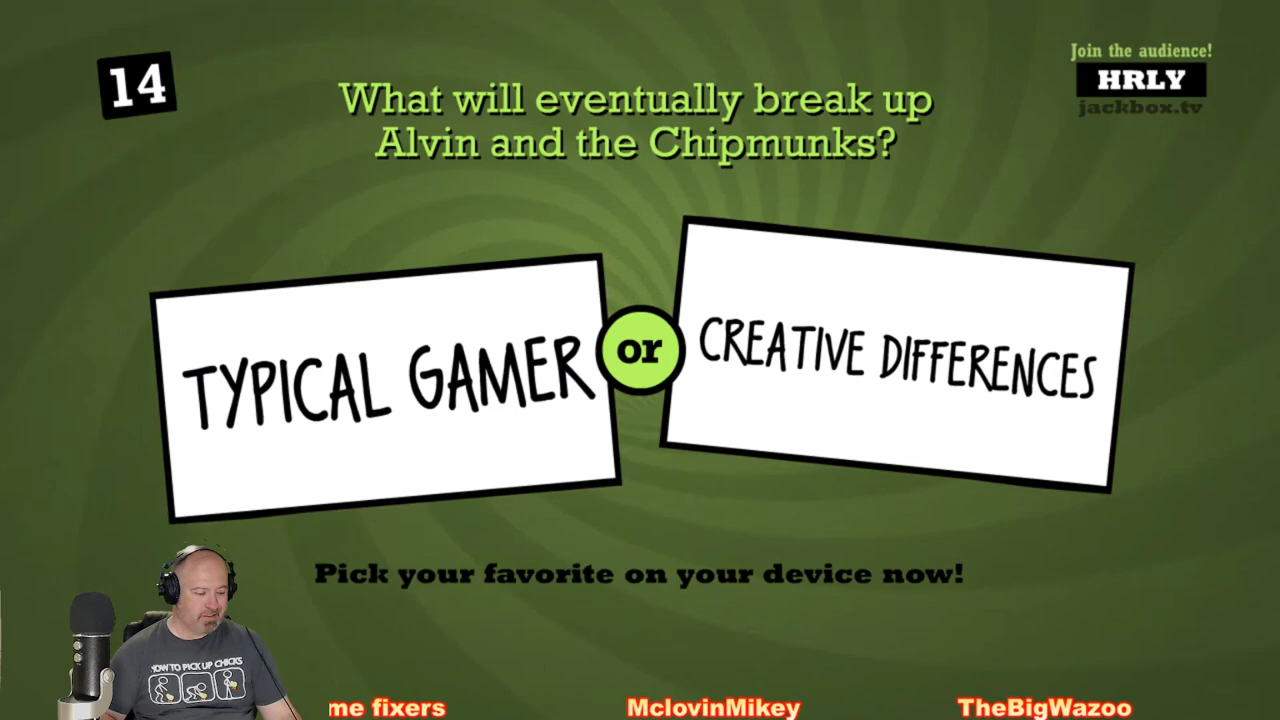 14
Join the audience!
HRLY
jackbox.tv
What will eventually break up
Alvin and the Chipmunks?
TYPICAL GAMER
or
CREATIVE DIFFERENCES
Pick your favorite on your device now!
HOW TO PICK UP CHICKS
me fixers McIovinMikey TheBigWazoo